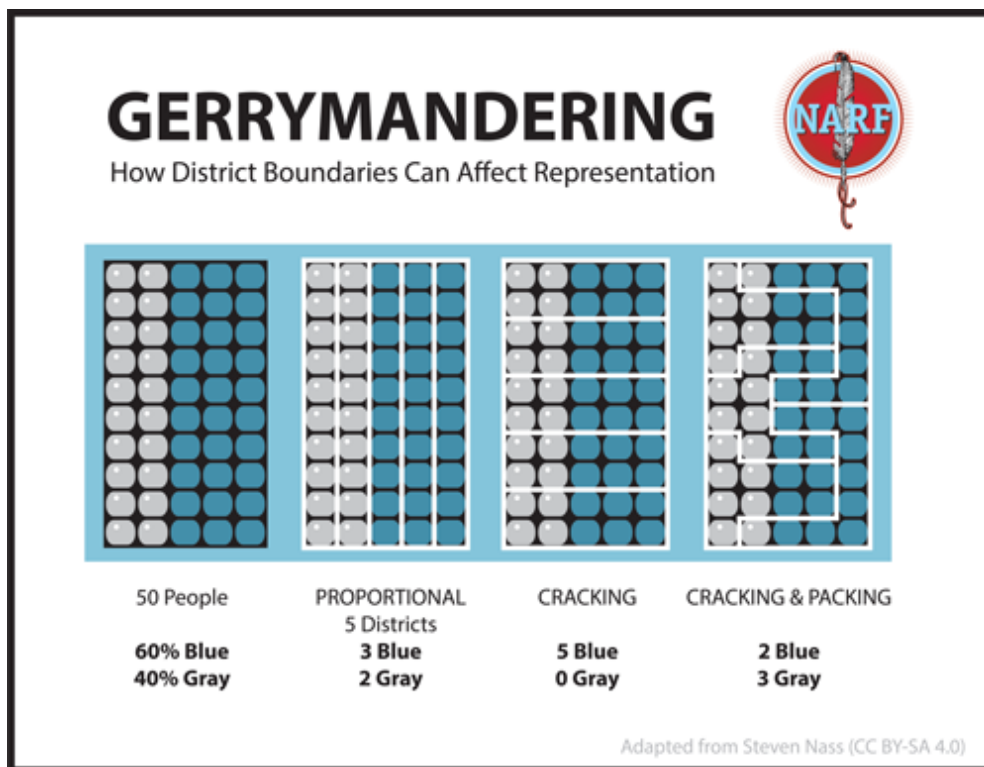 GERRYMANDERING
How District Boundaries Can Affect Representation
NARF
50 People
60% Blue
40% Gray
PROPORTIONAL
5 Districts
3 Blue
2 Gray
CRACKING
5 Blue
0 Gray
CRACKING & PACKING
2 Blue
3 Gray
Adapted from Steven Nass (CC BY-SA 4.0)